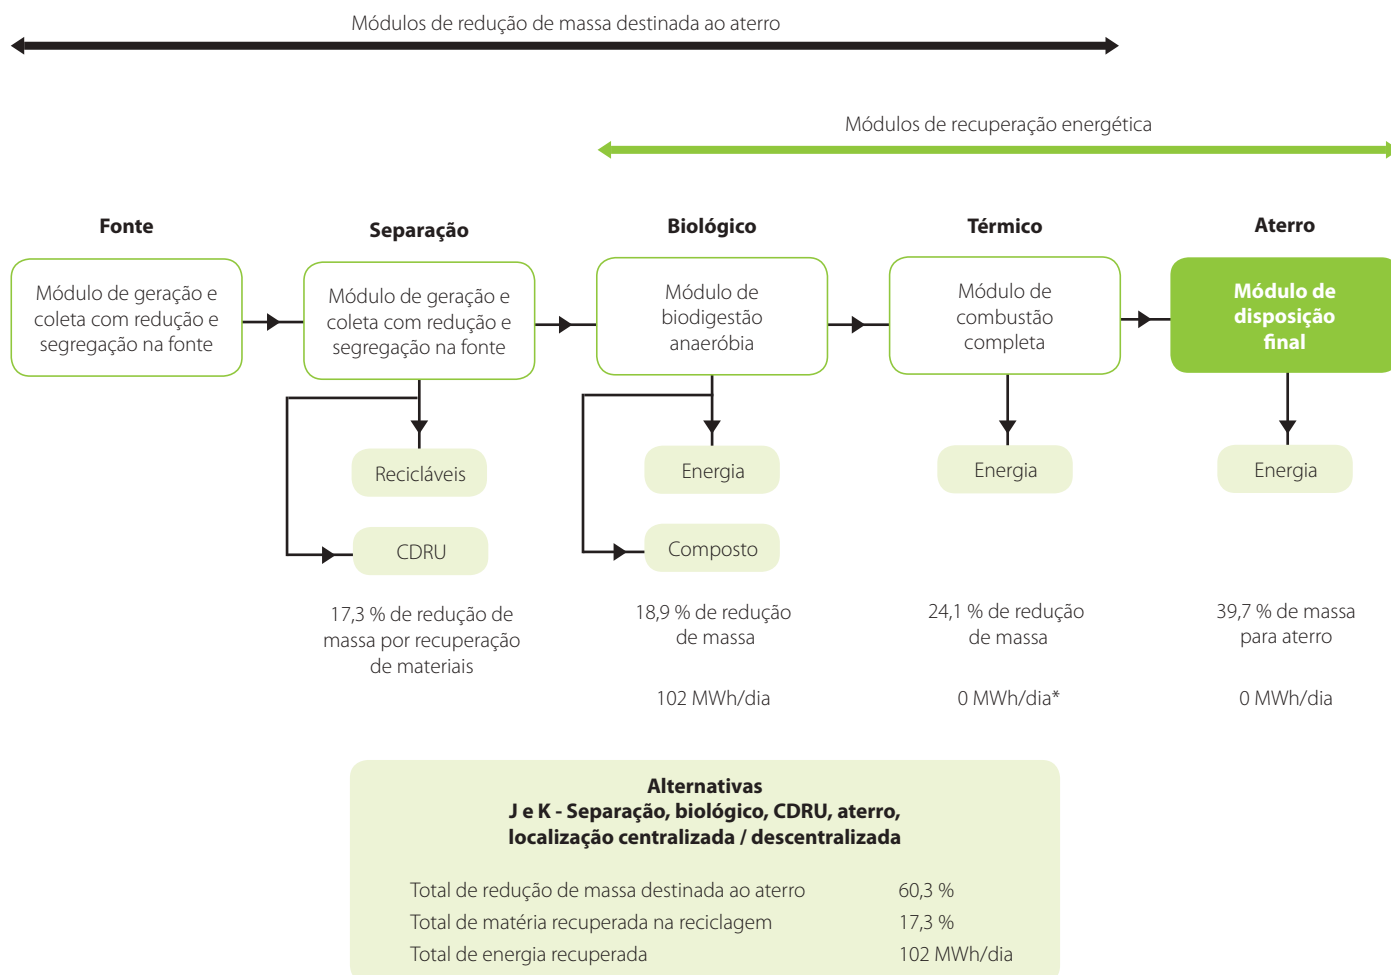 Módulos de redução de massa destinada ao aterro
Módulos de recuperação energética
Fonte
Separação
Biológico
Térmico
Aterro
Módulo de geração e
coleta com redução e
segregação na fonte
Módulo de geração e
coleta com redução e
segregação na fonte
Módulo de
biodigestão
anaeróbia
Módulo de
combustão
completa
Módulo de
disposição
final
Recicláveis
CDRU
Energia
Composto
Energia
Energia
17,3 % de redução de
massa por recuperação
de materiais
18,9 % de redução
de massa
102 MWh/dia
24,1 % de redução
de massa
0 MWh/dia*
39,7 % de massa
para aterro
0 MWh/dia
Alternativas
J e K - Separação, biológico, CDRU, aterro,
localização centralizada / descentralizada
Total de redução de massa destinada ao aterro 60,3 %
Total de matéria recuperada na reciclagem 17,3 %
Total de energia recuperada 102 MWh/dia